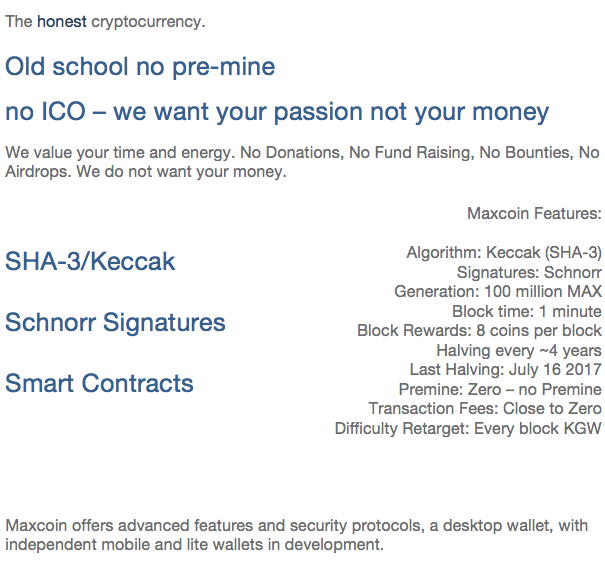 The honest cryptocurrency.
Old school no pre-mine
no ICO – we want your passion not your money
We value your time and energy. No Donations, No Fund Raising, No Bounties, No
Airdrops. We do not want your money.
Maxcoin Features:
SHA-3/Keccak
Schnorr Signatures
Smart Contracts
Algorithm: Keccak (SHA-3)
Signatures: Schnorr
Generation: 100 million MAX
Block time: 1 minute
Block Rewards: 8 coins per block
Halving every ~4 years
Last Halving: July 16 2017
Premine: Zero – no Premine
Transaction Fees: Close to Zero
Difficulty Retarget: Every block KGW
Maxcoin offers advanced features and security protocols, a desktop wallet, with
independent mobile and lite wallets in development.